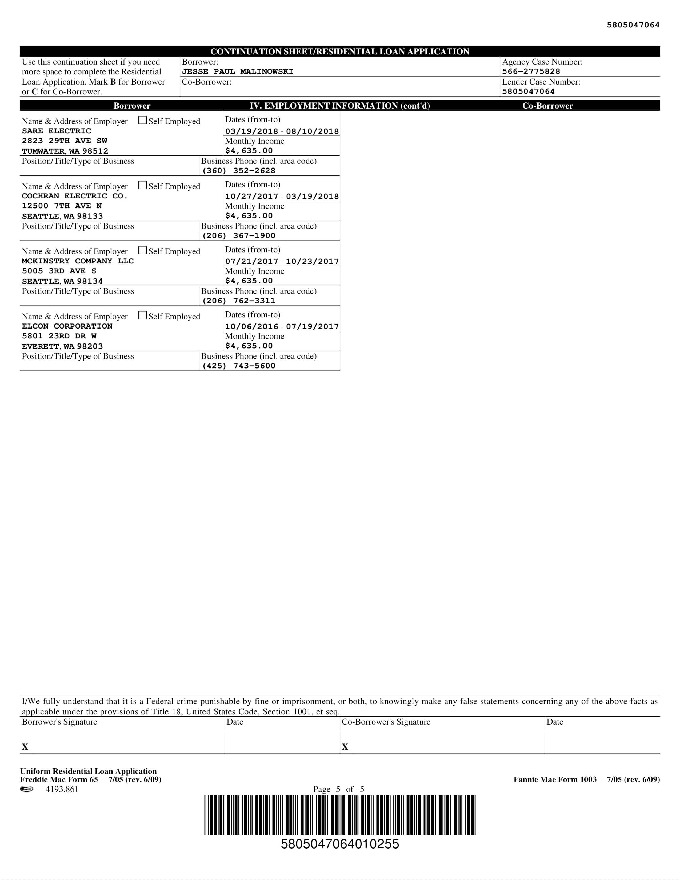 5805047064
CONTINUATION SHEET/RESIDENTIAL LOAN APPLICATION
Use this continuation sheet if you need
more space to complete the Residential
Loan Application. Mark B for Borrower
or C for Co-Borrower.
Borrower:
JESSE PAUL MALINOWSKI
Co-Borrower:
Agency Case Number:
566-2775828
Lender Case Number:
5805047064
Borrower IV. EMPLOYMENT INFORMATION (cont'd) Co-Borrower
Name & Address of Employer Self Employed Dates (from-to)
SARE ELECTRIC 03/19/2018-08/10/2018
2823 29TH AVE SW Monthly Income
TUMWATER, WA 98512 $4,635.00
Position/Title/Type of Business Business Phone (incl. area code)
(360) 352-2628
Name & Address of Employer Self Employed Dates (from-to)
COCHRAN ELECTRIC CO. 10/27/2017 03/19/2018
12500 7TH AVE N Monthly Income
SEATTLE, WA 98133 $4,635.00
Position/Title/Type of Business Business Phone (incl. area code)
(206) 367-1900
Name & Address of Employer Self Employed Dates (from-to)
MCKINSTRY COMPANY LLC 07/21/2017 10/23/2017
5005 3RD AVE S Monthly Income
SEATTLE, WA 98134 $4,635.00
Position/Title/Type of Business Business Phone (incl. area code)
(206) 762-3311
Name & Address of Employer Self Employed Dates (from-to)
ELCON CORPORATION 10/06/2016 07/19/2017
5801 23RD DR W Monthly Income
EVERETT, WA 98203 $4,635.00
Position/Title/Type of Business Business Phone (incl. area code)
(425) 743-5600
I/We fully understand that it is a Federal crime punishable by fine or imprisonment, or both, to knowingly make any false statements concerning any of the above facts as
applicable under the provisions of Title 18, United States Code, Section 1001, et seq.
Borrower's Signature Date Co-Borrower's Signature Date
X X
Uniform Residential Loan Application
Freddie Mac Form 65 7/05 (rev. 6/09) Fannie Mae Form 1003 7/05 (rev. 6/09)
4193.861 Page 5 of 5
5805047064010255